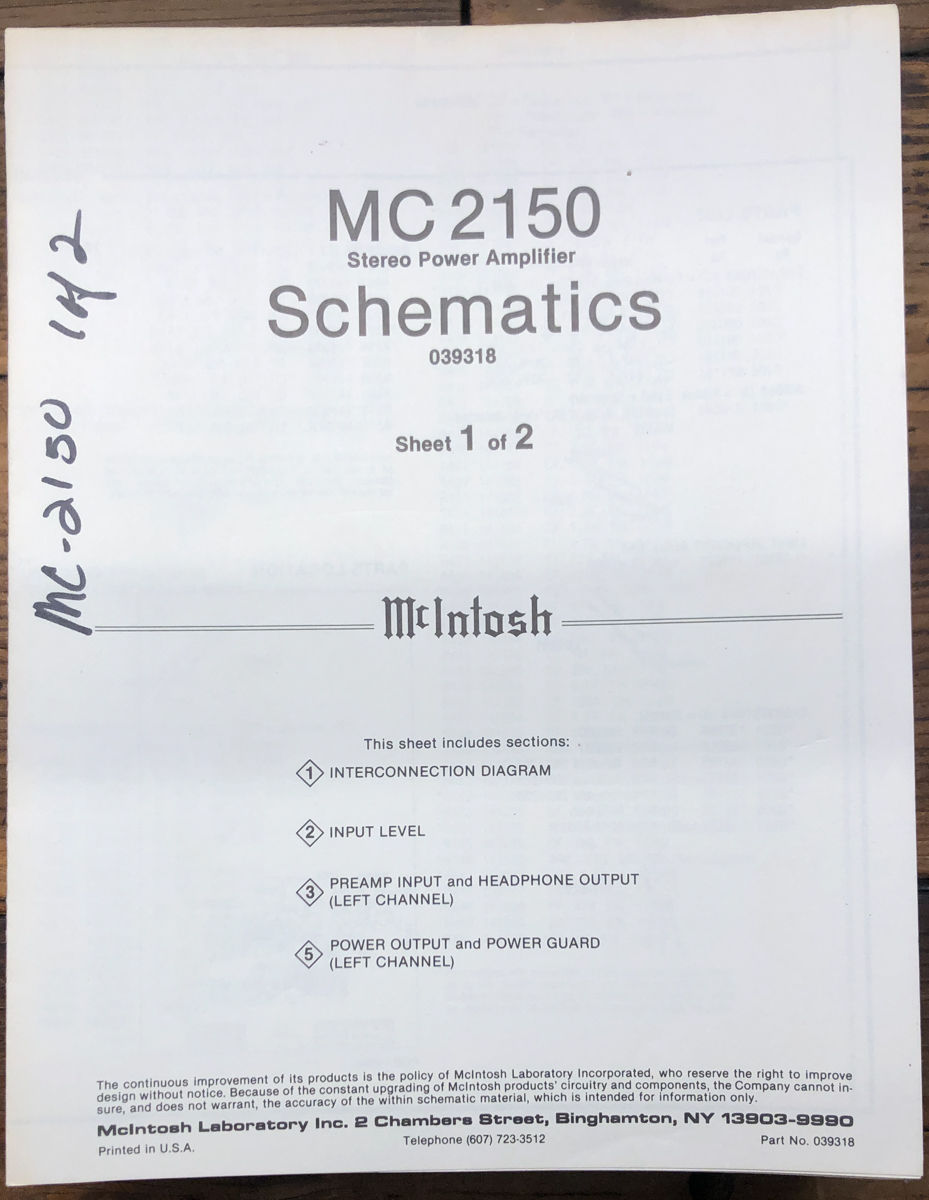 MC 2150
Stereo Power Amplifier
Schematics
039318
Sheet 1 of 2
MC-2150 1+2
McIntosh
This sheet includes sections:
1 INTERCONNECTION DIAGRAM
2 INPUT LEVEL
3 PREAMP INPUT and HEADPHONE OUTPUT
(LEFT CHANNEL)
5 POWER OUTPUT and POWER GUARD
(LEFT CHANNEL)
The continuous improvement of its products is the policy of McIntosh Laboratory Incorporated, who reserve the right to improve
design without notice. Because of the constant upgrading of McIntosh products' circuitry and components, the Company cannot in-
sure, and does not warrant, the accuracy of the within schematic material, which is intended for information only.
McIntosh Laboratory Inc. 2 Chambers Street, Binghamton, NY 13903-9990
Printed in U.S.A.
Telephone (607) 723-3512
Part No. 039318